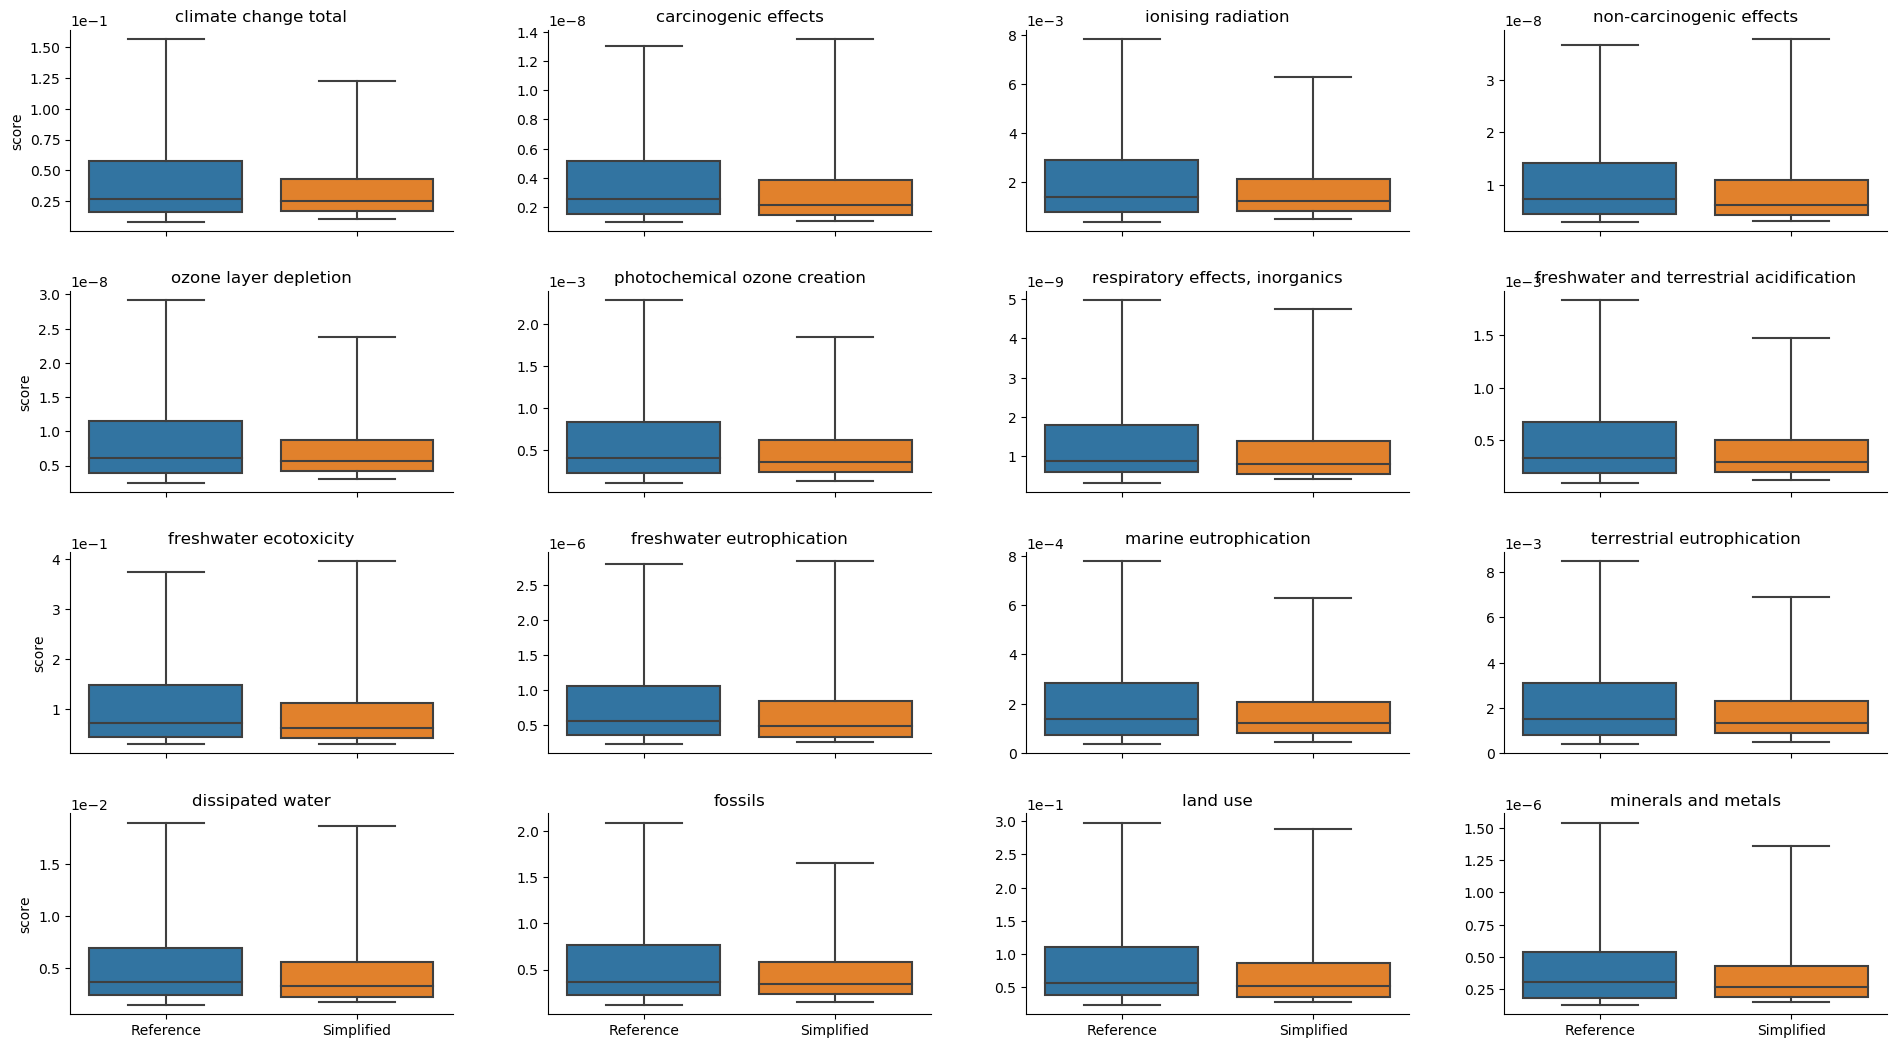 climate change total
1e−1
1.50
1.25
1.00
0.75
0.50
0.25
score
carcinogenic effects
1e−8
1.4
1.2
1.0
0.8
0.6
0.4
0.2
ionising radiation
1e−3
8
6
4
2
non-carcinogenic effects
1e−8
3
2
1
ozone layer depletion
1e−8
3.0
2.5
2.0
1.5
1.0
0.5
score
photochemical ozone creation
1e−3
2.0
1.5
1.0
0.5
respiratory effects, inorganics
1e−9
5
4
3
2
1
freshwater and terrestrial acidification
1e−3
1.5
1.0
0.5
freshwater ecotoxicity
1e−1
4
3
2
1
score
freshwater eutrophication
1e−6
2.5
2.0
1.5
1.0
0.5
marine eutrophication
1e−4
8
6
4
2
0
terrestrial eutrophication
1e−3
8
6
4
2
0
dissipated water
1e−2
1.5
1.0
0.5
score
Reference Simplified
fossils
2.0
1.5
1.0
0.5
Reference Simplified
land use
1e−1
3.0
2.5
2.0
1.5
1.0
0.5
Reference Simplified
minerals and metals
1e−6
1.50
1.25
1.00
0.75
0.50
0.25
Reference Simplified